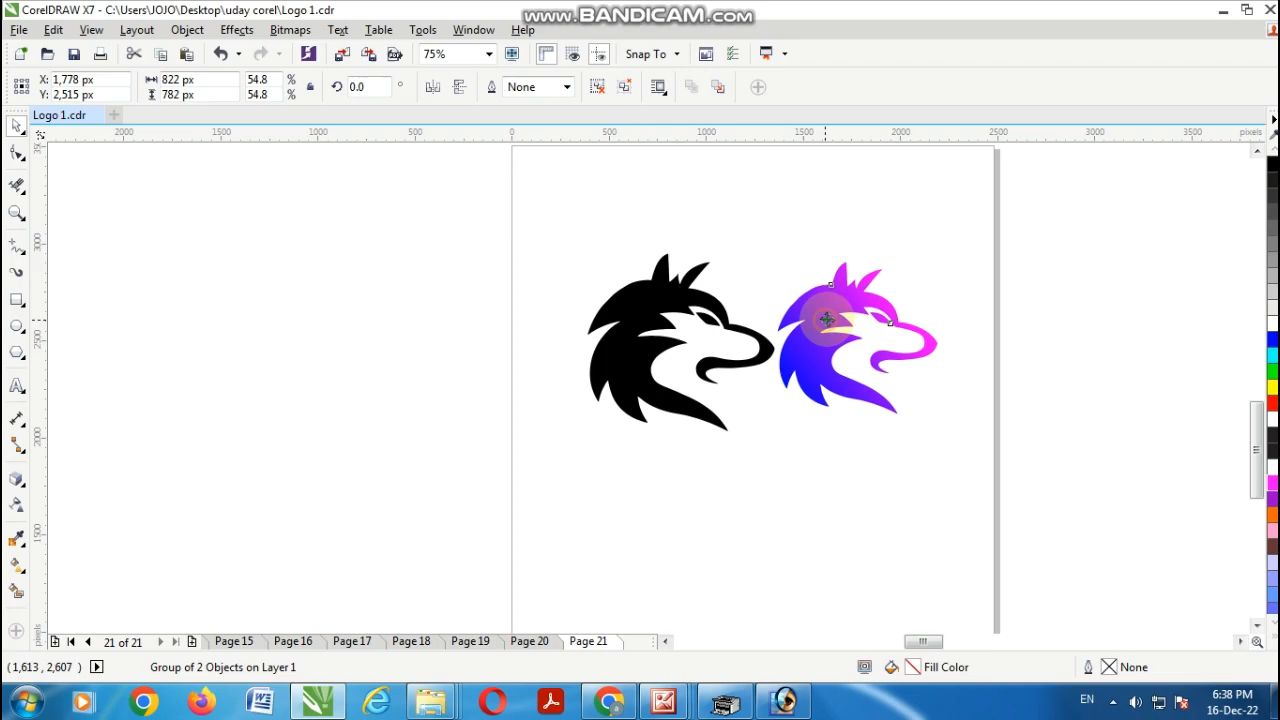 CorelDRAW X7 - C:\Users\JOJO\Desktop\uday corel\Logo 1.cdr
www.BANDICAM.com
File Edit View Layout Object Effects Bitmaps Text Table Tools Window Help
75% Snap To
X: 1,778 px 822 px 54.8 % 0.0 ° None
Y: 2,515 px 782 px 54.8 %
Logo 1.cdr
2000 1500 1000 500 0 500 1000 1500 2000 2500 3000 3500 pixels
3000
2500
2000
1500
pixels
21 of 21 Page 15 Page 16 Page 17 Page 18 Page 19 Page 20 Page 21
(1,613 , 2,607 ) Group of 2 Objects on Layer 1 Fill Color None
EN 6:38 PM
16-Dec-22